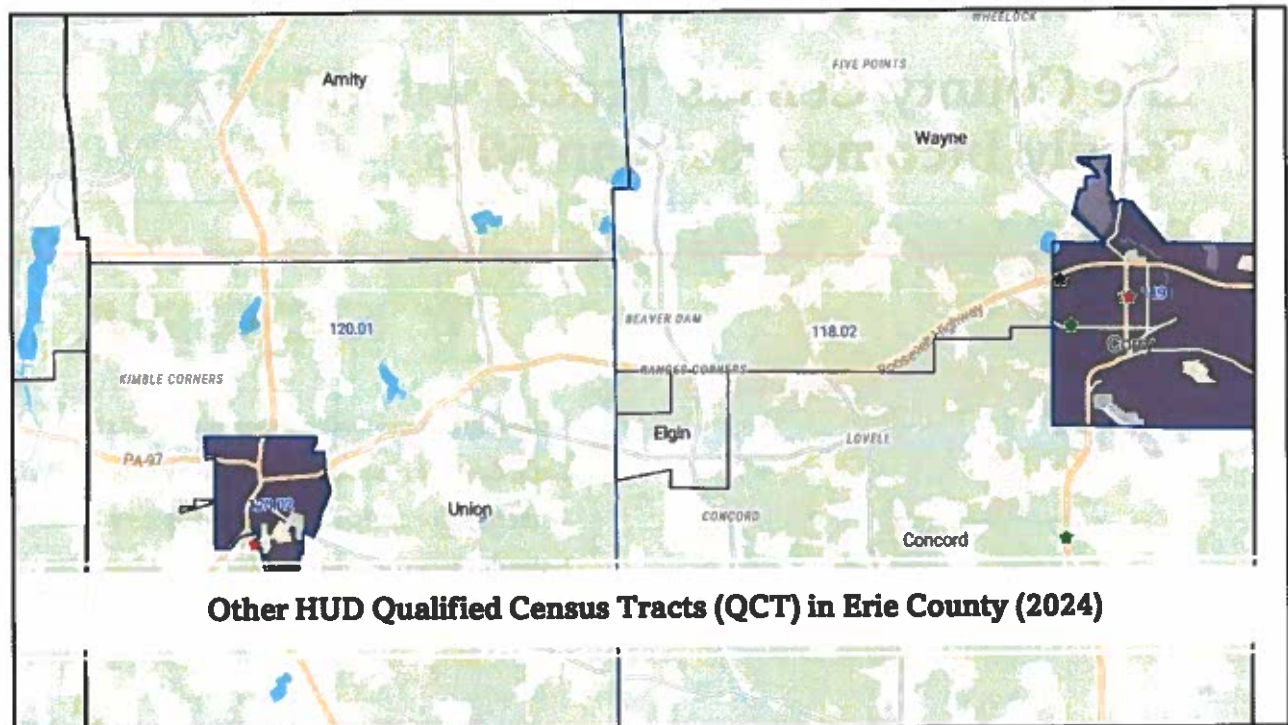 WHEELOCK
Amity
FIVE POINTS
Wayne
BEAVER DAM
120.01
118.02
Roosevelt Highway
KIMBLE CORNERS
Corry
Elgin
LOVELL
PA-97
Union
CONCORD
Concord
Other HUD Qualified Census Tracts (QCT) in Erie County (2024)